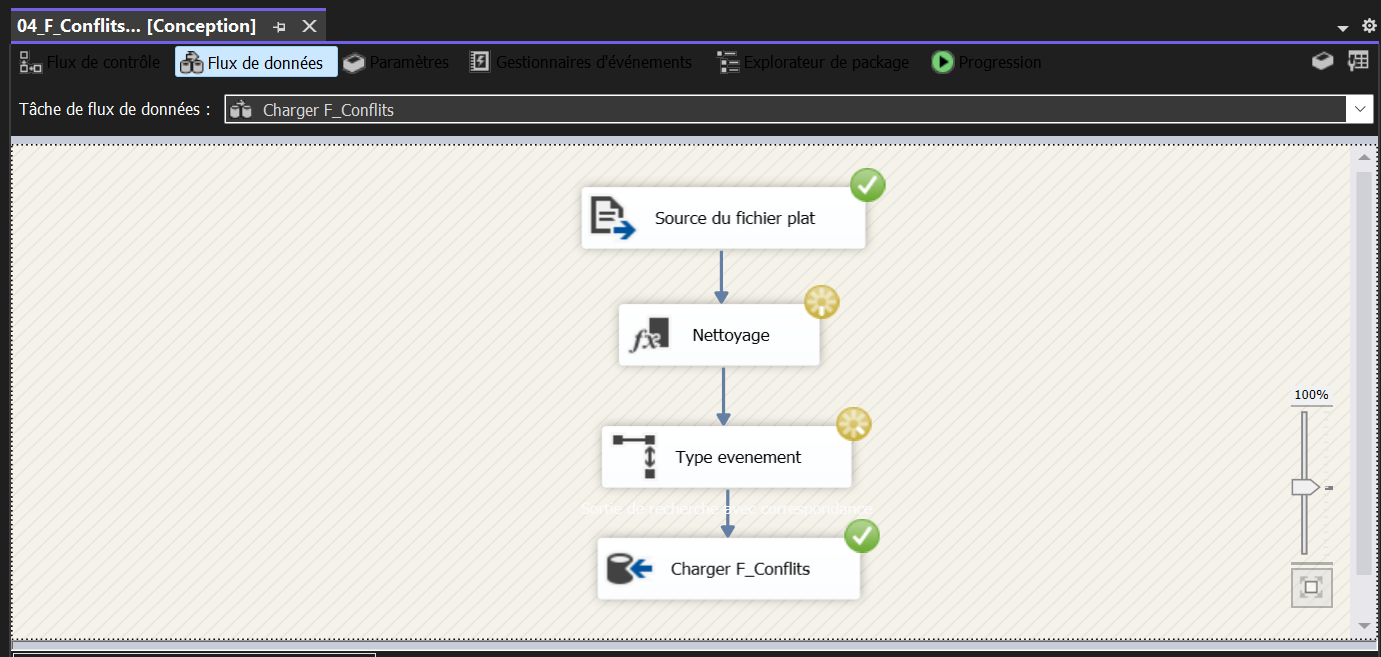 04_F_Conflits... [Conception]
Flux de contrôle Flux de données Paramètres Gestionnaires d'événements Explorateur de package Progression
Tâche de flux de données : Charger F_Conflits
Source du fichier plat
Nettoyage
100%
Type evenement
Sortie de recherche avec correspondance
Charger F_Conflits